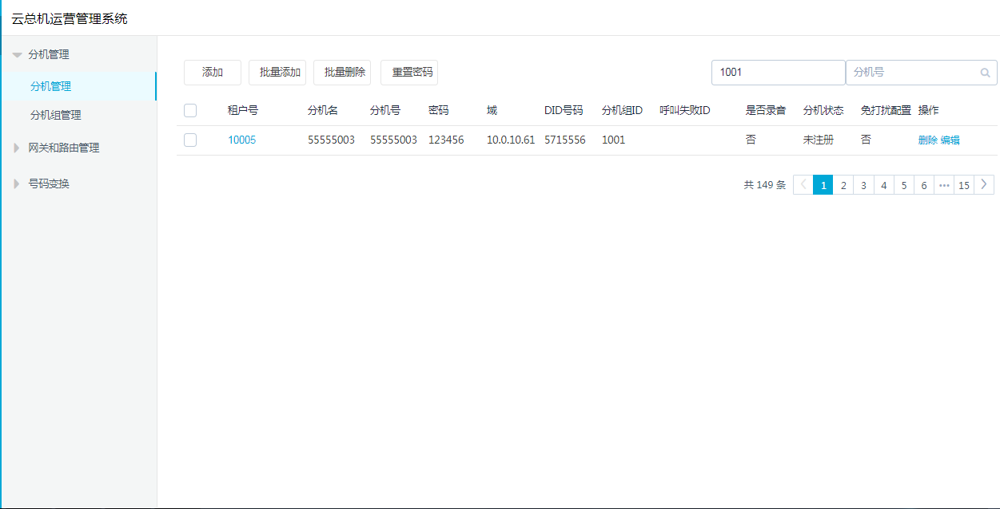 云总机运营管理系统
分机管理
分机管理
分机组管理
网关和路由管理
号码变换
添加 批量添加 批量删除 重置密码 1001 分机号
租户号 分机名 分机号 密码 域 DID号码 分机组ID 呼叫失败ID 是否录音 分机状态 免打扰配置 操作
10005 55555003 55555003 123456 10.0.10.61 5715556 1001 否 未注册 否 删除 编辑
共 149 条 1 2 3 4 5 6 ••• 15